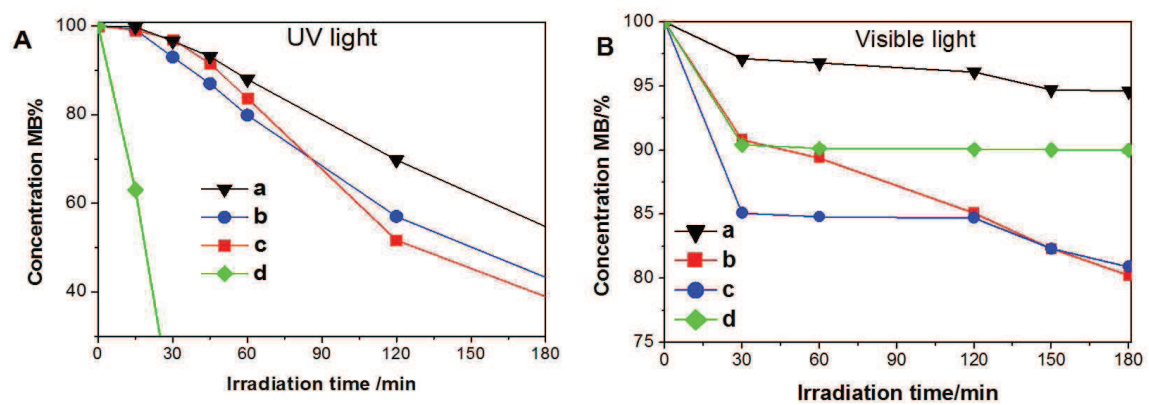 A
UV light
Concentration MB%
100
80
60
40
a
b
c
d
0
30
60
90
120
150
180
Irradiation time /min
B
Visible light
Concentration MB/%
100
95
90
85
80
75
a
b
c
d
0
30
60
90
120
150
180
Irradiation time/min